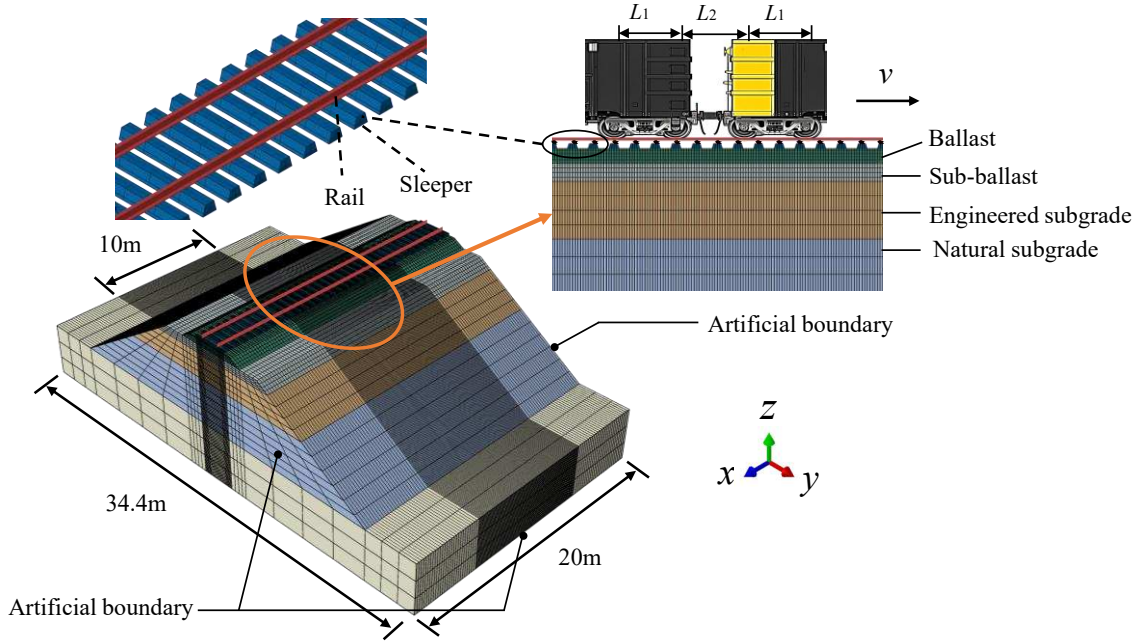 L1 L2 L1
v
Ballast
Sub-ballast
Engineered subgrade
Natural subgrade
Rail
Sleeper
10m
Artificial boundary
z
x
y
34.4m
20m
Artificial boundary